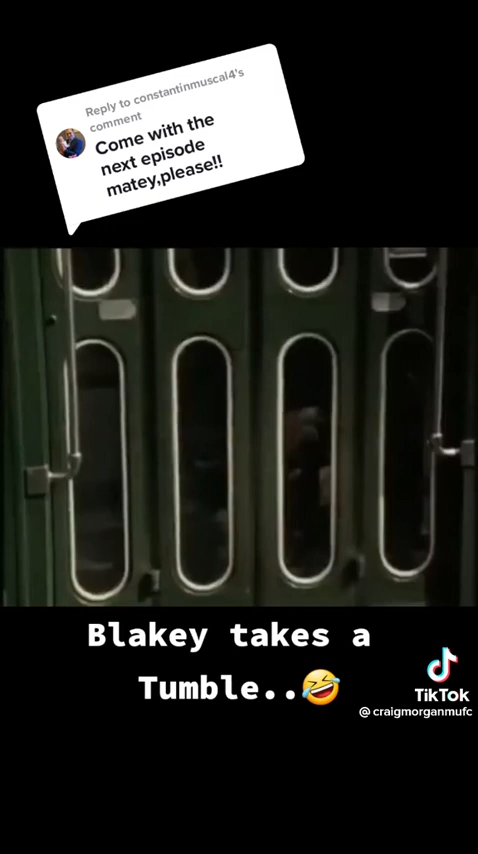 Reply to constantinmuscal4's
comment
Come with the
next episode
matey,please!!
Blakey takes a
Tumble..🤣
TikTok
@craigmorganmufc